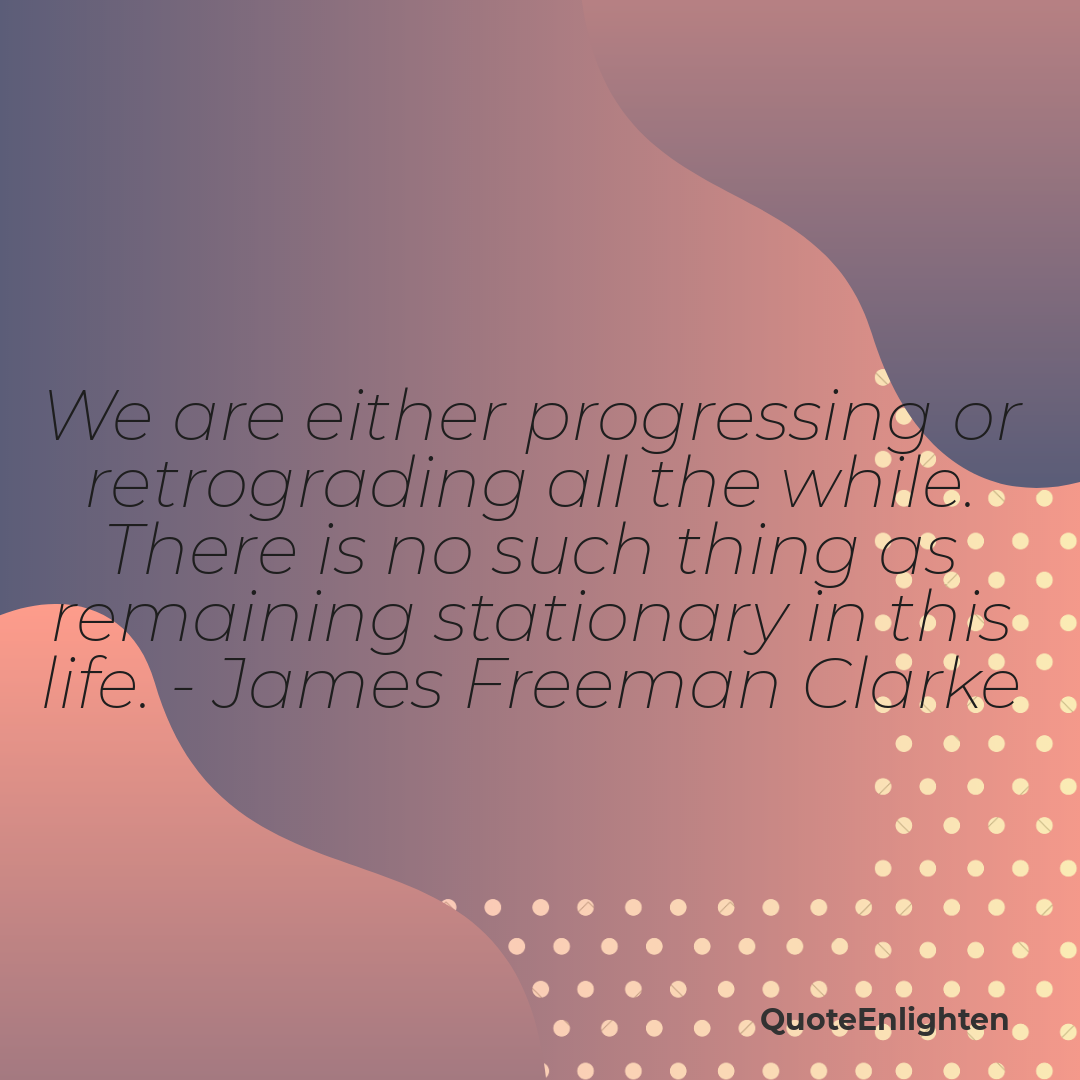 We are either progressing or
retrograding all the while.
There is no such thing as
remaining stationary in this
life. - James Freeman Clarke
QuoteEnlighten